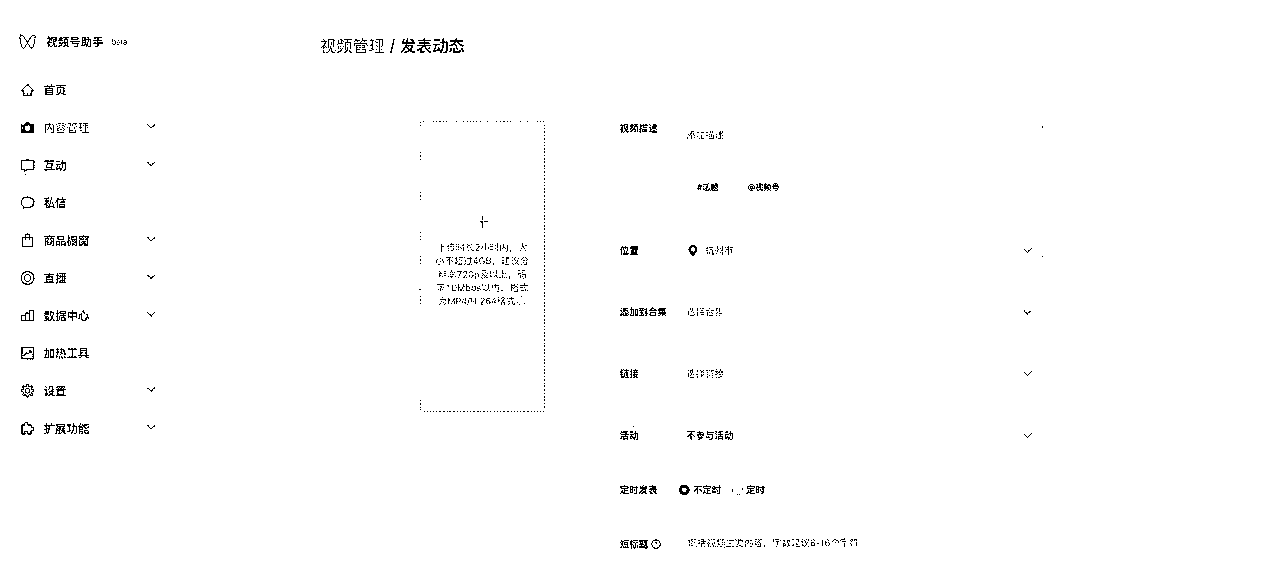 视频号助手 beta
首页
内容管理
互动
私信
商品橱窗
直播
数据中心
加热工具
设置
扩展功能
视频管理 / 发表动态
上传时长2小时内，大
小不超过4GB，建议分
辨率720p及以上，码
率10Mbps以内，格式
为MP4/H.264格式
视频描述
添加描述
#话题 @视频号
位置 杭州市
添加到合集 选择合集
链接 选择链接
活动 不参与活动
定时发表 不定时 定时
短标题 概括视频主要内容，字数建议6-16个字符